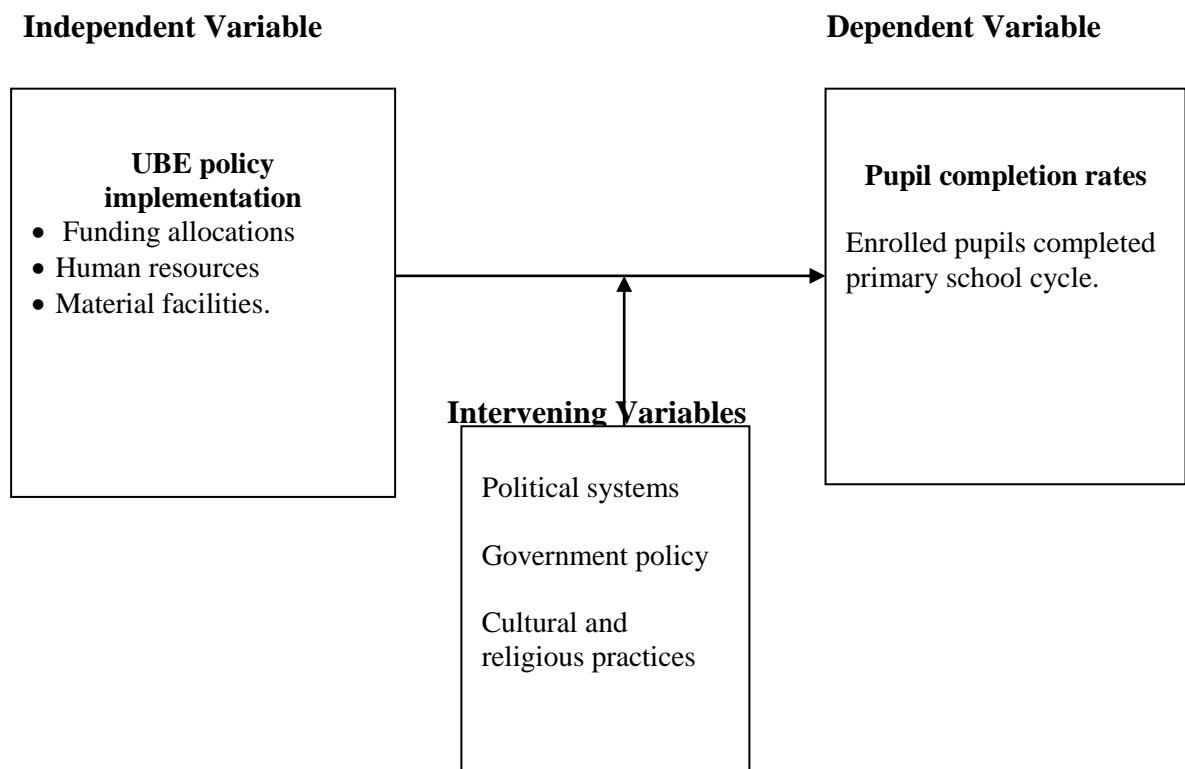 Independent Variable
Dependent Variable
UBE policy
implementation
• Funding allocations
• Human resources
• Material facilities.
Pupil completion rates
Enrolled pupils completed
primary school cycle.
Intervening Variables
Political systems
Government policy
Cultural and
religious practices